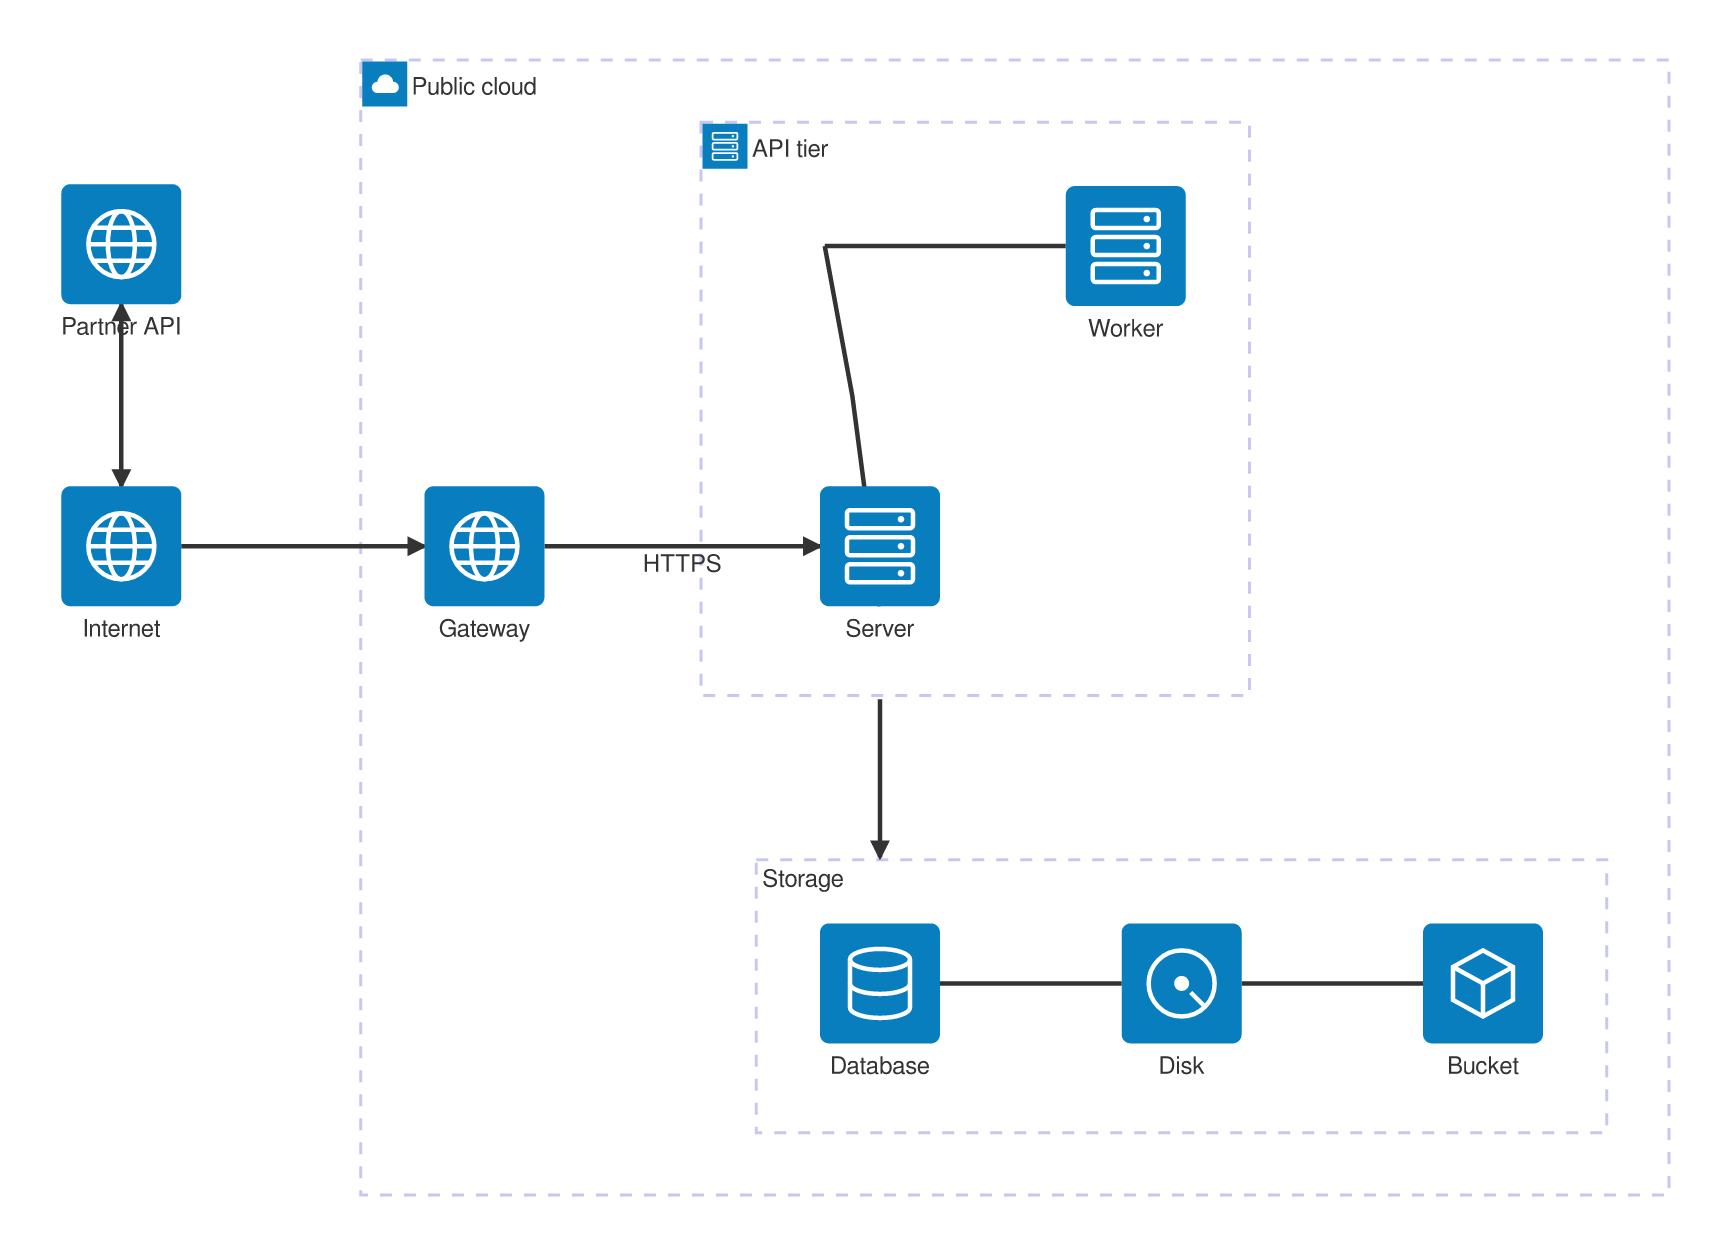 Public cloud
API tier
Partner API
Worker
HTTPS
Internet
Gateway
Server
Storage
Database
Disk
Bucket